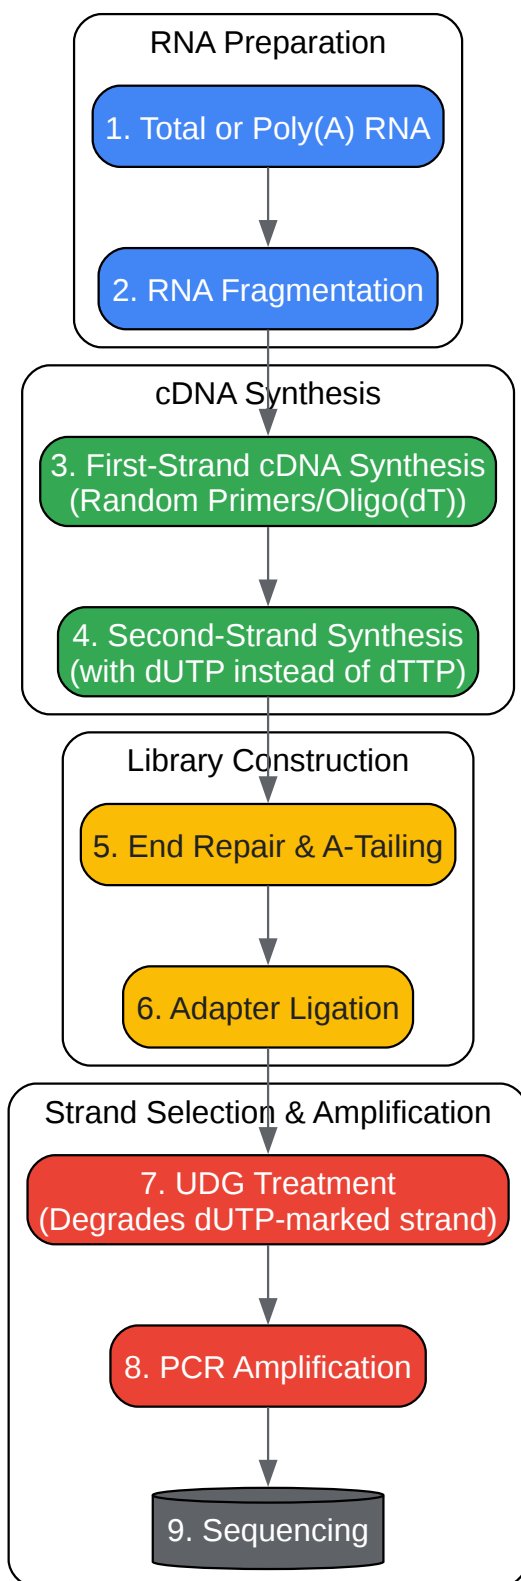 RNA Preparation
1. Total or Poly(A) RNA
2. RNA Fragmentation
cDNA Synthesis
3. First-Strand cDNA Synthesis
(Random Primers/Oligo(dT))
4. Second-Strand Synthesis
(with dUTP instead of dTTP)
Library Construction
5. End Repair & A-Tailing
6. Adapter Ligation
Strand Selection & Amplification
7. UDG Treatment
(Degrades dUTP-marked strand)
8. PCR Amplification
9. Sequencing